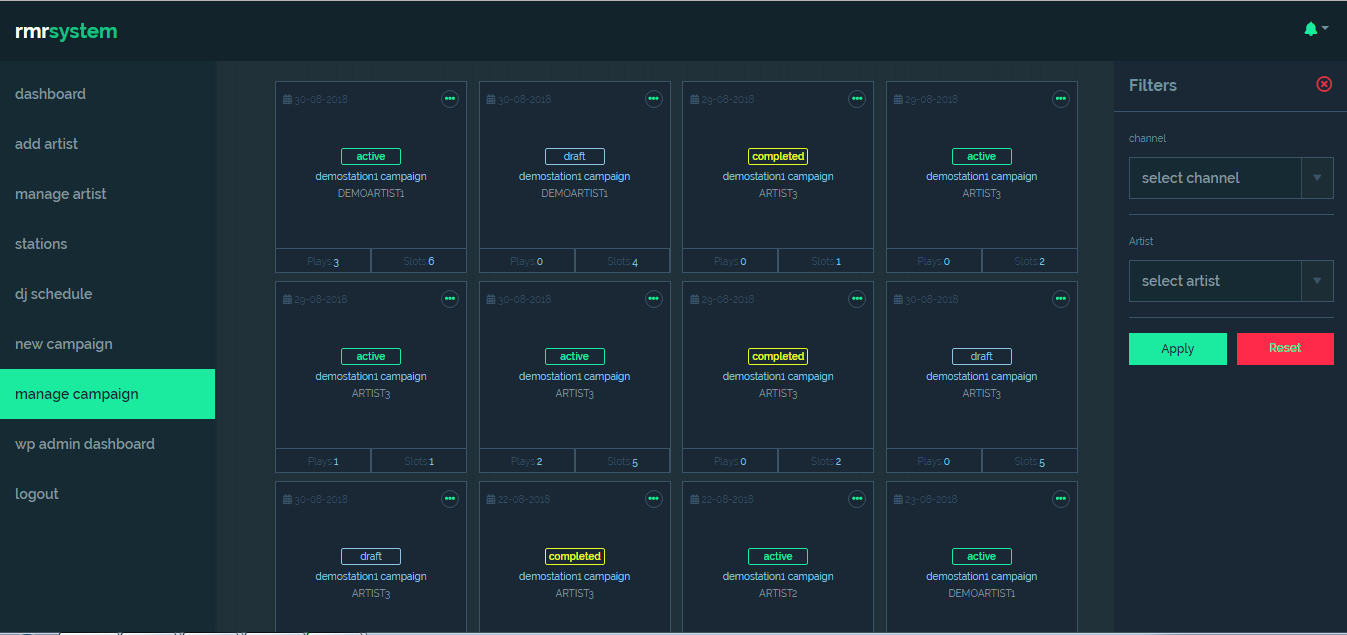 rmrsystem
dashboard
add artist
manage artist
stations
dj schedule
new campaign
manage campaign
wp admin dashboard
logout
30-08-2018
active
demostation1 campaign
DEMOARTIST1
Plays 3
Slots 6
30-08-2018
draft
demostation1 campaign
DEMOARTIST1
Plays 0
Slots 4
29-08-2018
completed
demostation1 campaign
ARTIST3
Plays 0
Slots 1
29-08-2018
active
demostation1 campaign
ARTIST3
Plays 0
Slots 2
29-08-2018
active
demostation1 campaign
ARTIST3
Plays 1
Slots 1
30-08-2018
active
demostation1 campaign
ARTIST3
Plays 2
Slots 5
29-08-2018
completed
demostation1 campaign
ARTIST3
Plays 0
Slots 2
30-08-2018
draft
demostation1 campaign
ARTIST3
Plays 0
Slots 5
30-08-2018
draft
demostation1 campaign
ARTIST3
22-08-2018
completed
demostation1 campaign
ARTIST3
22-08-2018
active
demostation1 campaign
ARTIST2
23-08-2018
active
demostation1 campaign
DEMOARTIST1
Filters
channel
select channel
Artist
select artist
Apply
Reset